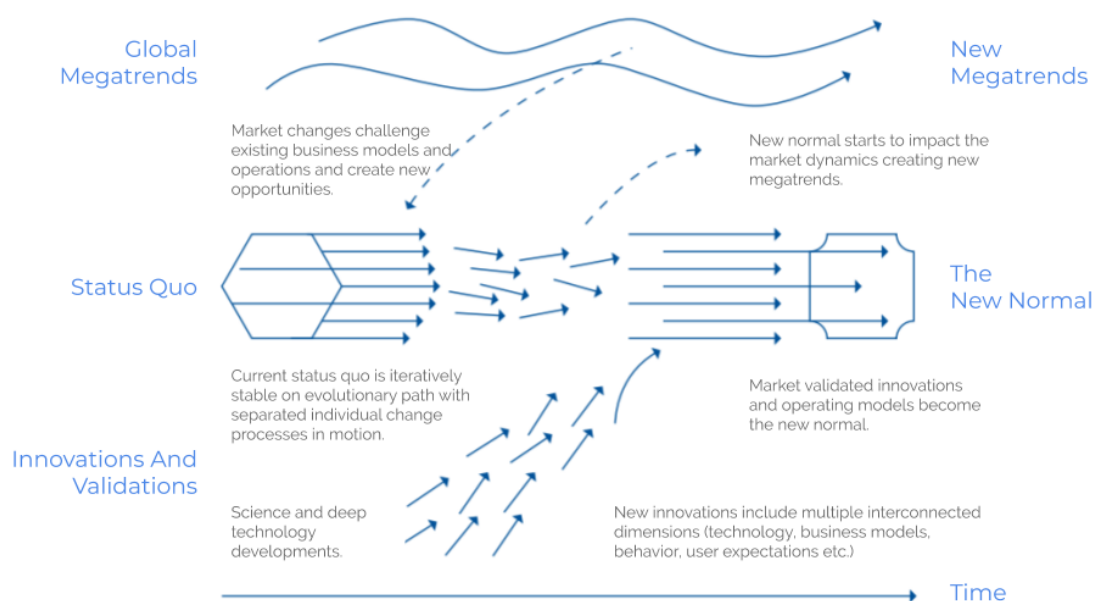 Global
Megatrends
New
Megatrends
Market changes challenge
existing business models and
operations and create new
opportunities.
New normal starts to impact the
market dynamics creating new
megatrends.
Status Quo
The
New Normal
Current status quo is iteratively
stable on evolutionary path with
separated individual change
processes in motion.
Market validated innovations
and operating models become
the new normal.
Innovations And
Validations
Science and deep
technology
developments.
New innovations include multiple interconnected
dimensions (technology, business models,
behavior, user expectations etc.)
Time